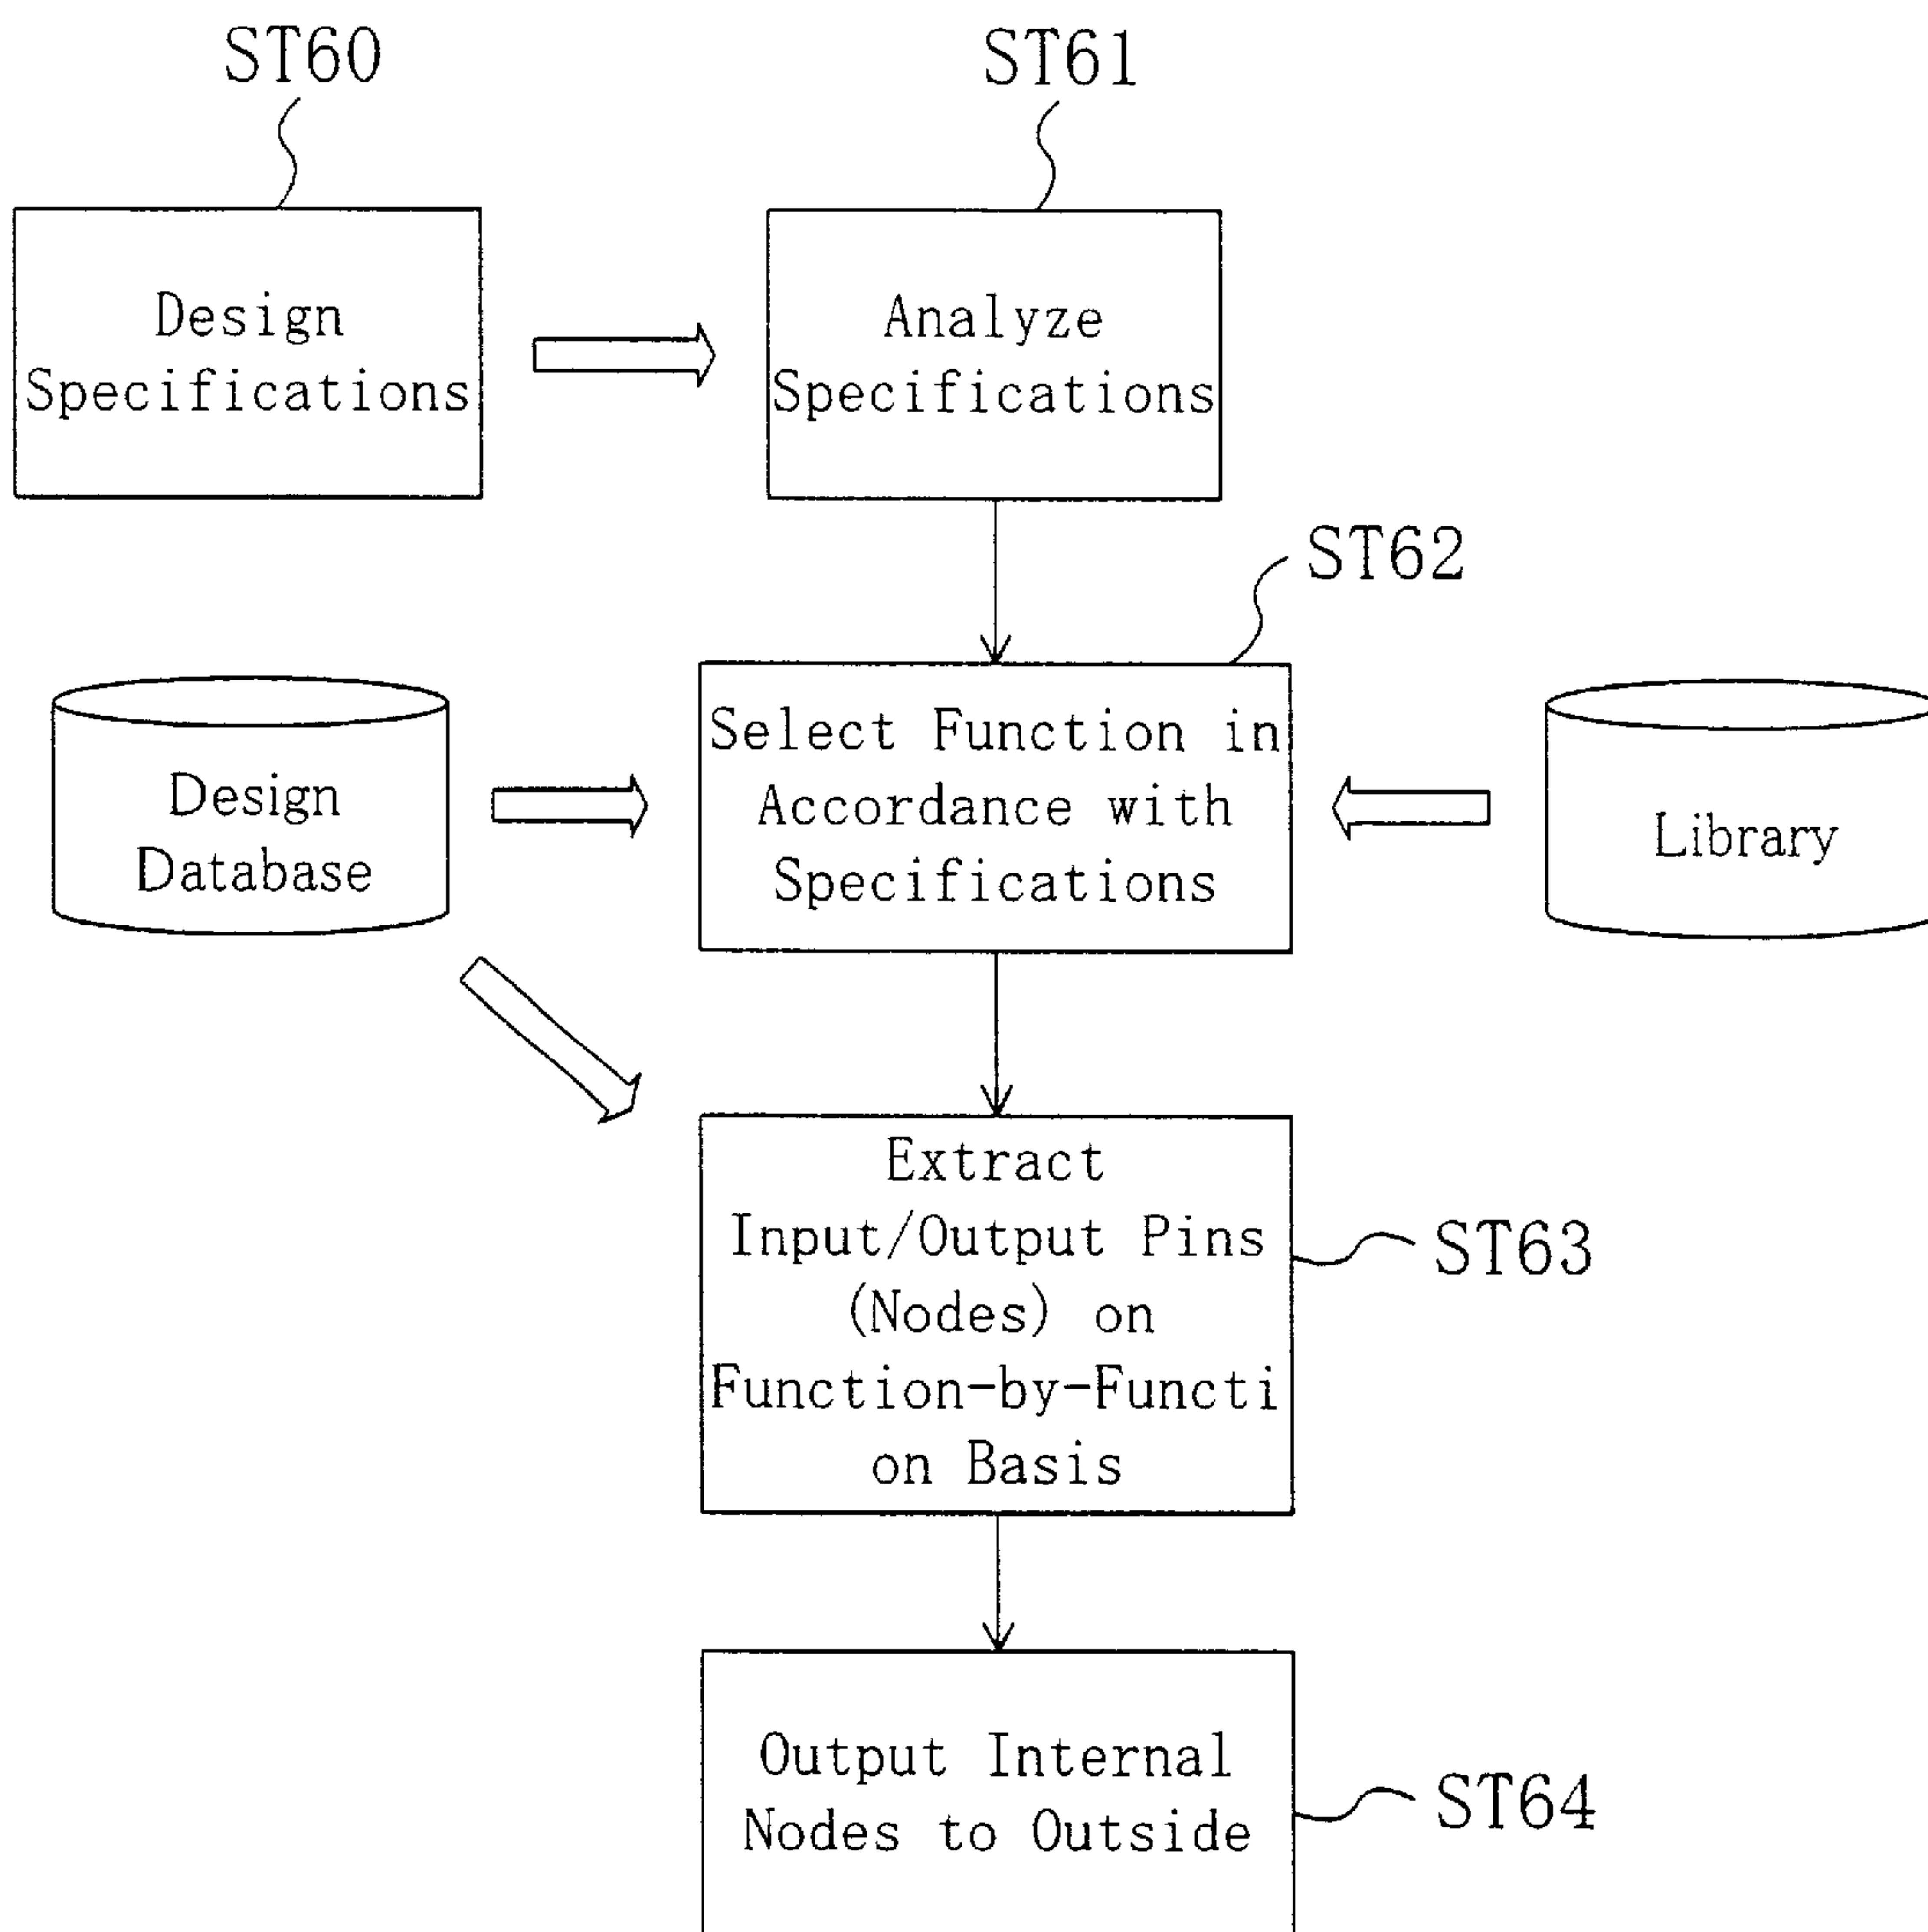 ST60
ST61
Design
Specifications
Analyze
Specifications
ST62
Design
Database
Select Function in
Accordance with
Specifications
Library
Extract
Input/Output Pins
(Nodes) on
Function-by-Functi
on Basis
ST63
Output Internal
Nodes to Outside
ST64